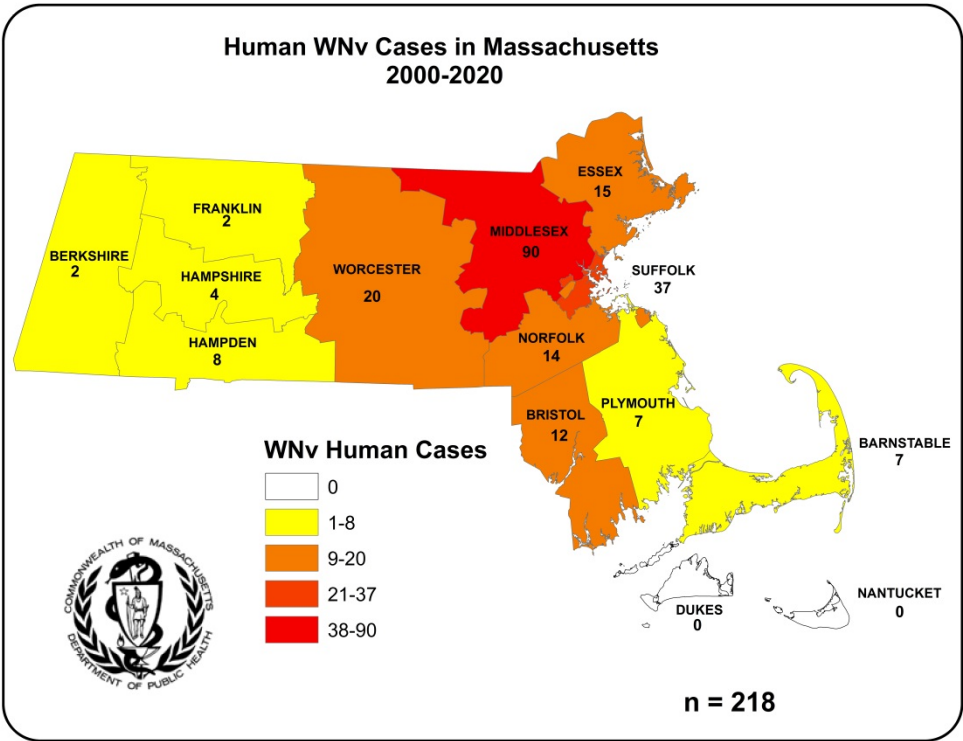 Human WNv Cases in Massachusetts
2000-2020
ESSEX
15
FRANKLIN
2
MIDDLESEX
90
BERKSHIRE
2
SUFFOLK
37
WORCESTER
20
HAMPSHIRE
4
NORFOLK
14
HAMPDEN
8
PLYMOUTH
7
BRISTOL
12
BARNSTABLE
7
WNv Human Cases
0
1-8
9-20
21-37
38-90
NANTUCKET
0
DUKES
0
COMMONWEALTH OF MASSACHUSETTS
DEPARTMENT OF PUBLIC HEALTH
n = 218